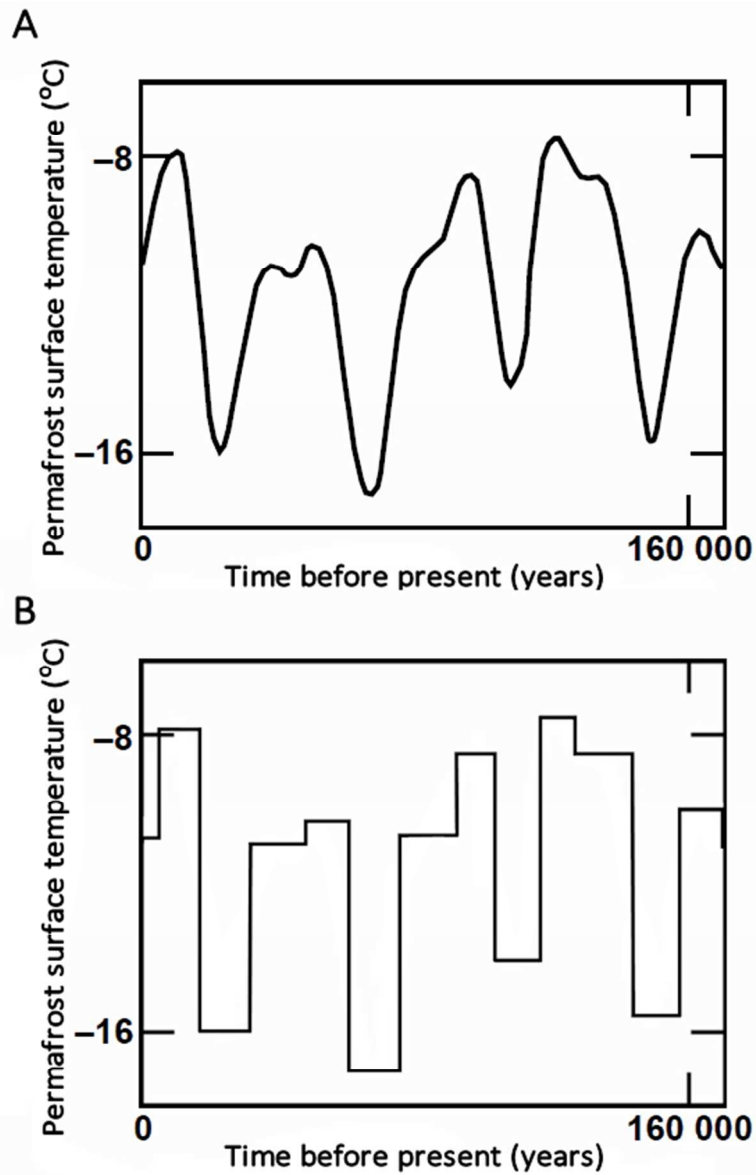 A
Permafrost surface temperature (°C)
–8
–16
0
160 000
Time before present (years)
B
Permafrost surface temperature (°C)
–8
–16
0
160 000
Time before present (years)